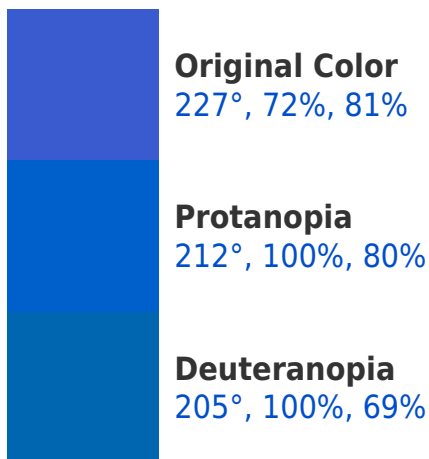 Original Color
227°, 72%, 81%
Protanopia
212°, 100%, 80%
Deuteranopia
205°, 100%, 69%